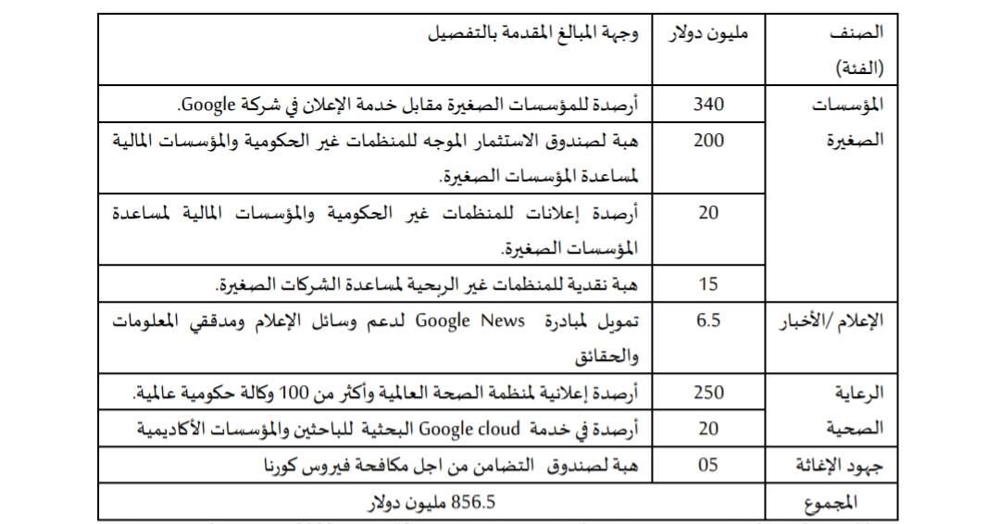 الصنف (الفئة) مليون دولار وجهة المبالغ المقدمة بالتفصيل
المؤسسات الصغيرة 340 أرصدة للمؤسسات الصغيرة مقابل خدمة الإعلان في شركة Google.
200 هبة لصندوق الاستثمار الموجه للمنظمات غير الحكومية والمؤسسات المالية
لمساعدة المؤسسات الصغيرة.
20 أرصدة إعلانات للمنظمات غير الحكومية والمؤسسات المالية لمساعدة
المؤسسات الصغيرة.
15 هبة نقدية للمنظمات غير الربحية لمساعدة الشركات الصغيرة.
الإعلام /الأخبار 6.5 تمويل لمبادرة Google News لدعم وسائل الإعلام ومدققي المعلومات
والحقائق
الرعاية الصحية 250 أرصدة إعلانية لمنظمة الصحة العالمية وأكثر من 100 وكالة حكومية عالمية.
20 أرصدة في خدمة Google cloud البحثية للباحثين والمؤسسات الأكاديمية
جهود الإغاثة 05 هبة لصندوق التضامن من اجل مكافحة فيروس كورنا
المجموع 856.5 مليون دولار